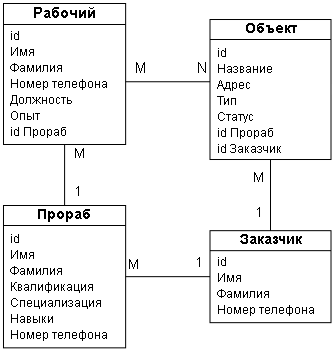 Рабочий
id
Имя
Фамилия
Номер телефона
Должность
Опыт
id Прораб
M
N
Объект
id
Название
Адрес
Тип
Статус
id Прораб
id Заказчик
M
1
M
1
Прораб
id
Имя
Фамилия
Квалификация
Специализация
Навыки
Номер телефона
M
1
Заказчик
id
Имя
Фамилия
Номер телефона